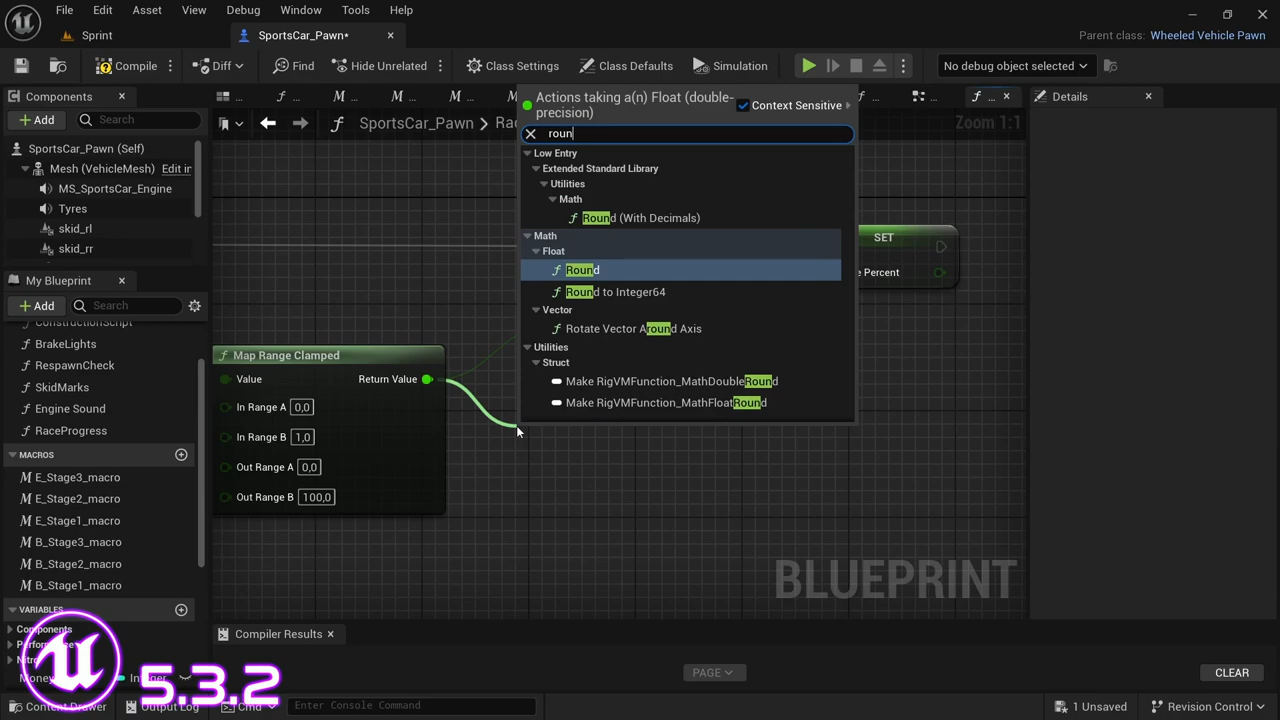 File Edit Asset View Debug Window Tools Help
Sprint
SportsCar_Pawn*
Parent class: Wheeled Vehicle Pawn
Compile
Diff
Find
Hide Unrelated
Class Settings
Class Defaults
Simulation
No debug object selected
Components
Add
Search
SportsCar_Pawn (Self)
Mesh (VehicleMesh) Edit in
MS_SportsCar_Engine
Tyres
skid_rl
skid_rr
My Blueprint
Add
Search
ConstructionScript
BrakeLights
RespawnCheck
SkidMarks
Engine Sound
RaceProgress
MACROS
E_Stage3_macro
E_Stage2_macro
E_Stage1_macro
B_Stage3_macro
B_Stage2_macro
B_Stage1_macro
VARIABLES
Components
Nitro
Integer
5.3.2
M M M
SportsCar_Pawn
Zoom 1:1
Actions taking a(n) Float (double-
precision)
Context Sensitive
roun
Low Entry
Extended Standard Library
Utilities
Math
Round (With Decimals)
Math
Float
Round
Round to Integer64
Vector
Rotate Vector Around Axis
Utilities
Struct
Make RigVMFunction_MathDoubleRound
Make RigVMFunction_MathFloatRound
SET
e Percent
Map Range Clamped
Value
Return Value
In Range A 0,0
In Range B 1,0
Out Range A 0,0
Out Range B 100,0
BLUEPRINT
Details
Compiler Results
PAGE
CLEAR
Content Drawer
Output Log
Cmd
Enter Console Command
1 Unsaved
Revision Control